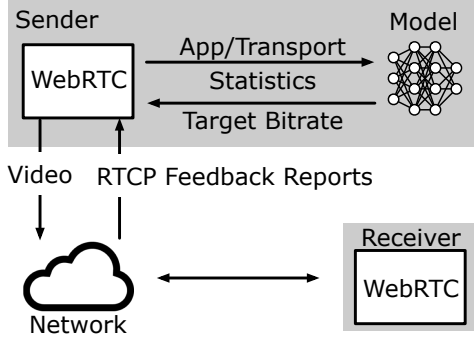 Sender
Model
App/Transport
WebRTC
Statistics
Target Bitrate
Video
RTCP Feedback Reports
Receiver
WebRTC
Network